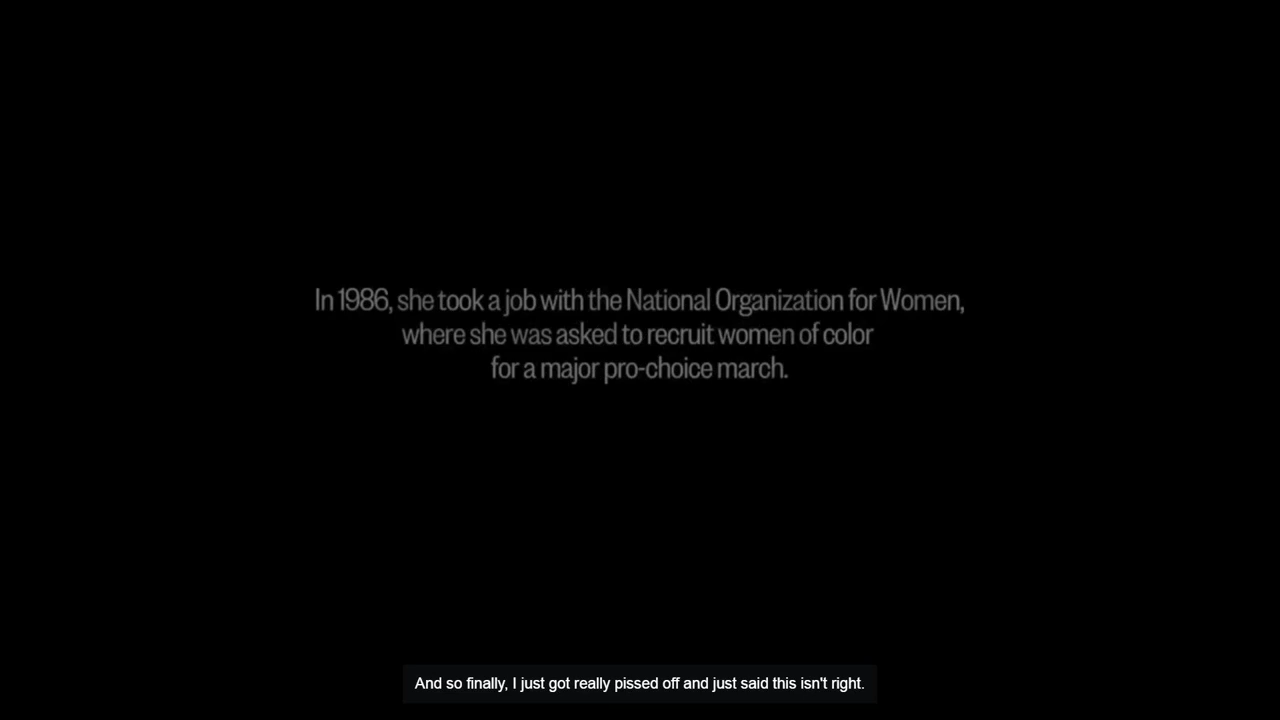 In 1986, she took a job with the National Organization for Women,
where she was asked to recruit women of color
for a major pro-choice march.
And so finally, I just got really pissed off and just said this isn't right.